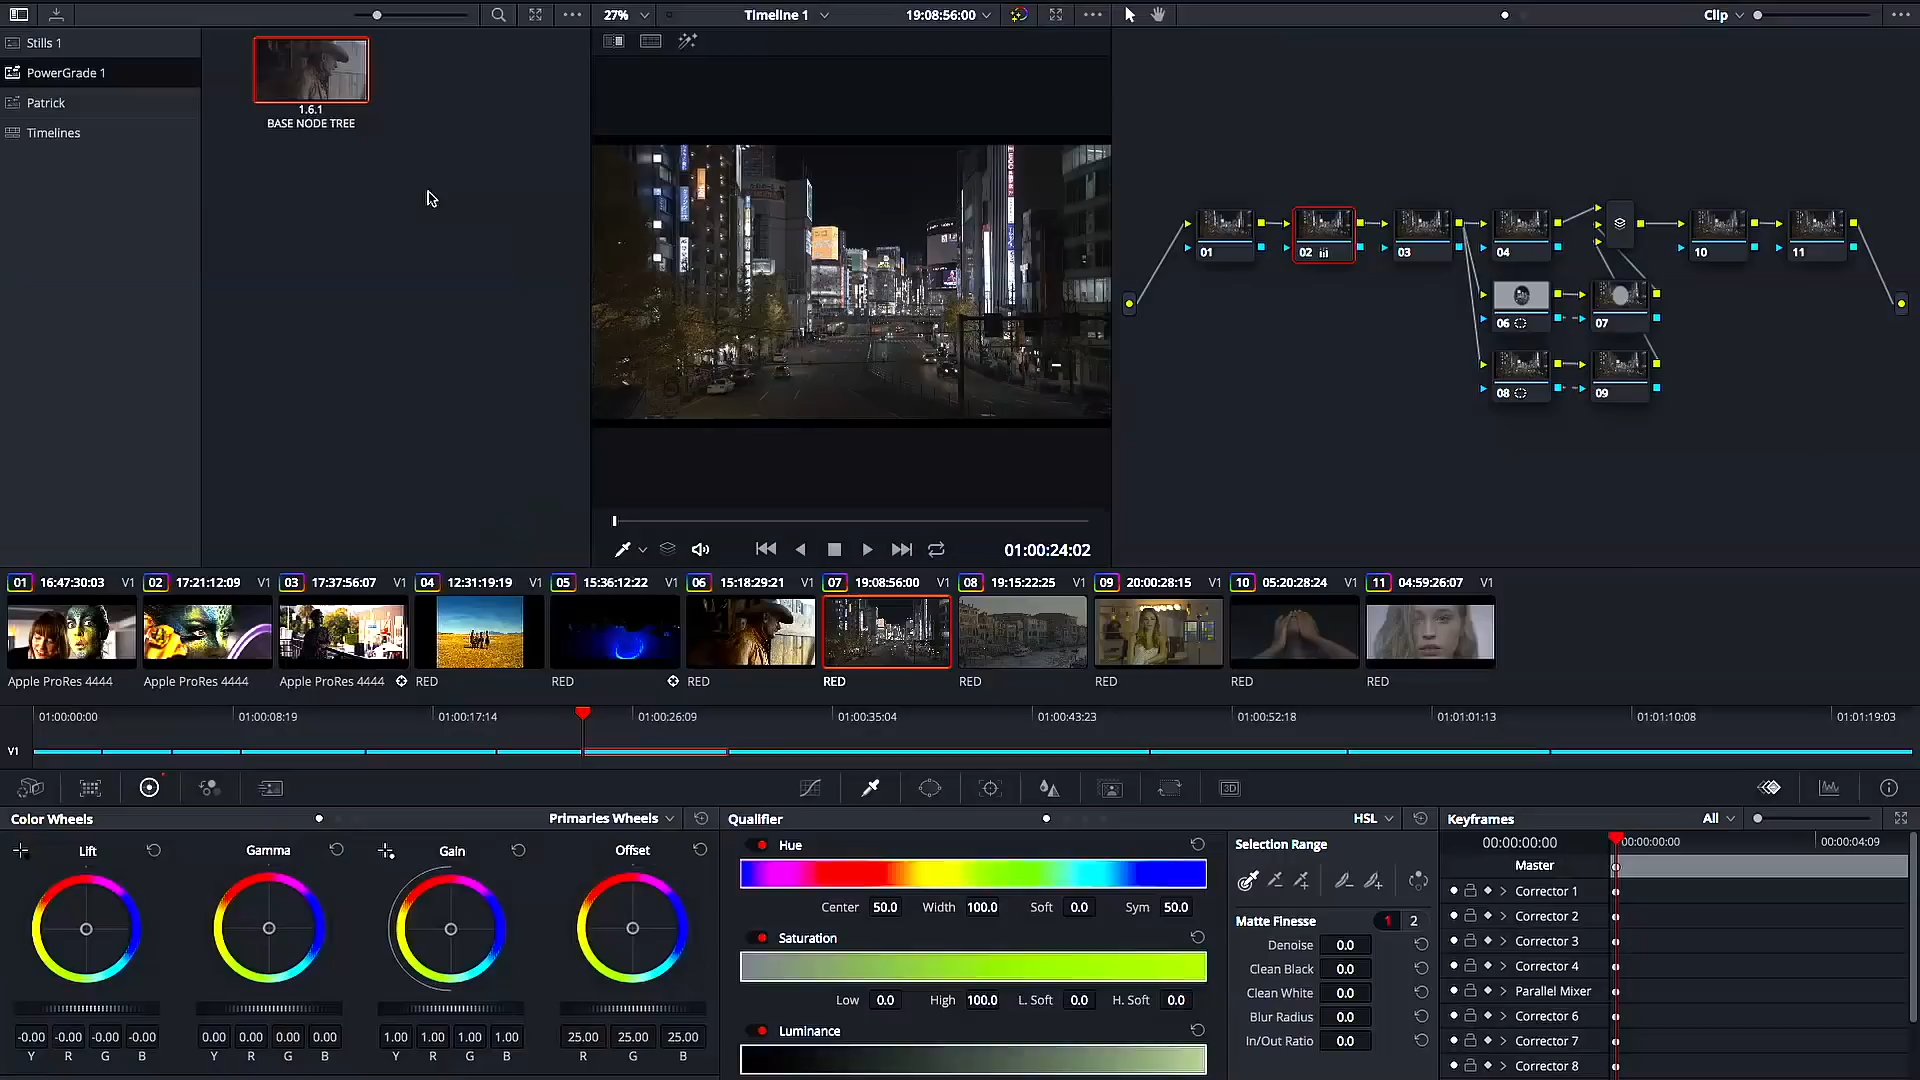 27%
Timeline 1
19:08:56:00
Clip
Stills 1
PowerGrade 1
Patrick
Timelines
1.6.1
BASE NODE TREE
01
02
03
04
10
11
06
07
08
09
01:00:24:02
01 16:47:30:03 V1
02 17:21:12:09 V1
03 17:37:56:07 V1
04 12:31:19:19 V1
05 15:36:12:22 V1
06 15:18:29:21 V1
07 19:08:56:00 V1
08 19:15:22:25 V1
09 20:00:28:15 V1
10 05:20:28:24 V1
11 04:59:26:07 V1
Apple ProRes 4444
Apple ProRes 4444
Apple ProRes 4444
RED
RED
RED
RED
RED
RED
RED
RED
01:00:00:00
01:00:08:19
01:00:17:14
01:00:26:09
01:00:35:04
01:00:43:23
01:00:52:18
01:01:01:13
01:01:10:08
01:01:19:03
V1
3D
Color Wheels
Primaries Wheels
Lift
Gamma
Gain
Offset
-0.00 -0.00 -0.00 -0.00
0.00 0.00 0.00 0.00
1.00 1.00 1.00 1.00
25.00 25.00 25.00
Y R G B
Y R G B
Y R G B
R G B
Qualifier
HSL
Hue
Center 50.0 Width 100.0 Soft 0.0 Sym 50.0
Saturation
Low 0.0 High 100.0 L. Soft 0.0 H. Soft 0.0
Luminance
Selection Range
Matte Finesse 1 2
Denoise 0.0
Clean Black 0.0
Clean White 0.0
Blur Radius 0.0
In/Out Ratio 0.0
Keyframes
All
00:00:00:00
00:00:00:00
00:00:04:09
Master
Corrector 1
Corrector 2
Corrector 3
Corrector 4
Parallel Mixer
Corrector 6
Corrector 7
Corrector 8